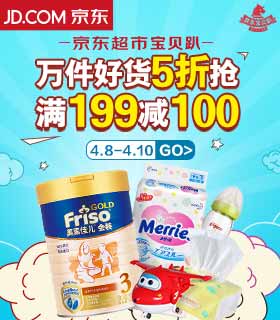 JD.COM 京东
京东超市宝贝趴
万件好货5折抢
满199减100
4.8-4.10 GO>
GOLD
Friso
美素佳儿 金装
3
Merries
Pigeon